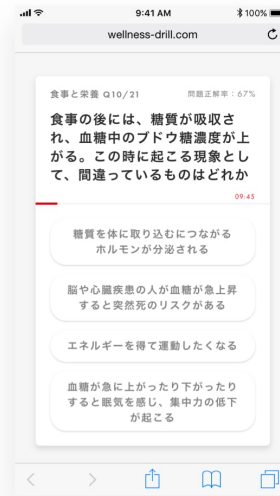 9:41 AM
100%
wellness-drill.com
食事と栄養 Q10/21
問題正解率：67%
食事の後には、糖質が吸収さ
れ、血糖中のブドウ糖濃度が上
がる。この時に起こる現象とし
て、間違っているものはどれか
09:45
糖質を体に取り込むにつながる
ホルモンが分泌される
脳や心臓疾患の人が血糖が急上昇
すると突然死のリスクがある
エネルギーを得て運動したくなる
血糖が急に上がったり下がったり
すると眠気を感じ、集中力の低下
が起こる